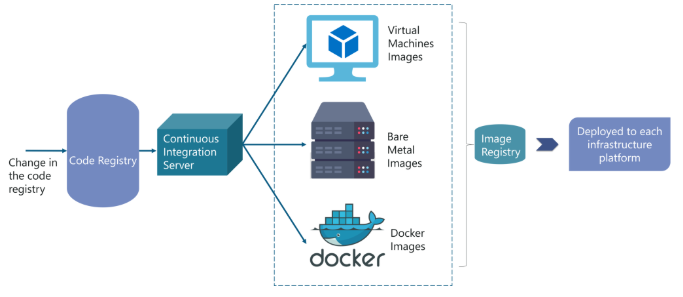 Change in
the code
registry
Code Registry
Continuous
Integration
Server
Virtual
Machines
Images
Bare
Metal
Images
Docker
Images
docker
Image
Registry
Deployed to each
infrastructure
platform